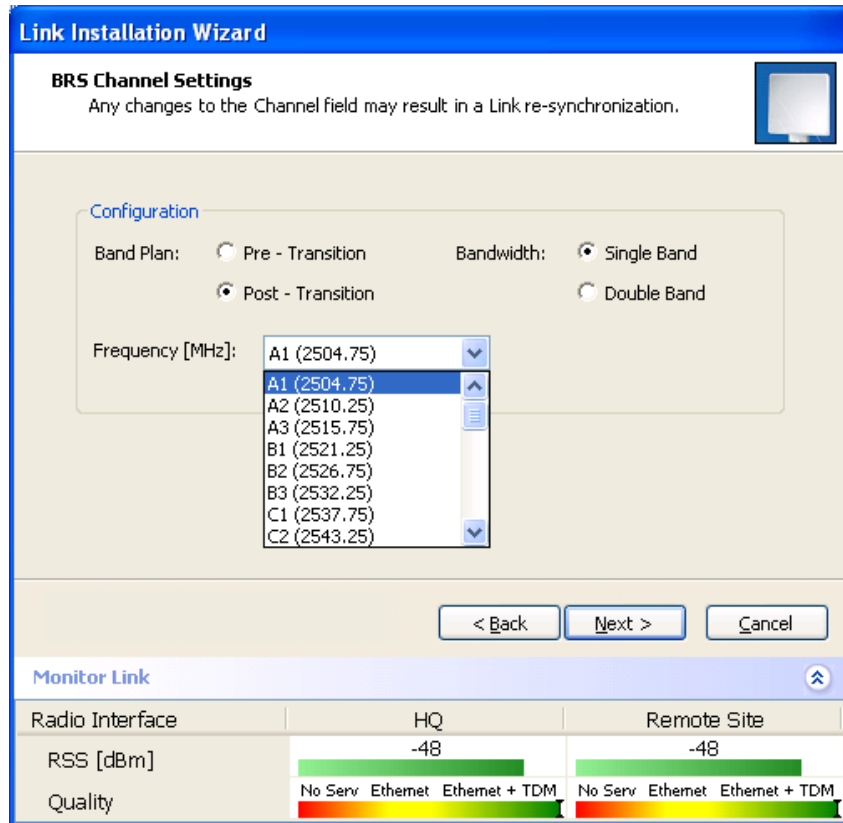 Link Installation Wizard
BRS Channel Settings
Any changes to the Channel field may result in a Link re-synchronization.
Configuration
Band Plan: Pre - Transition Bandwidth: Single Band
Post - Transition Double Band
Frequency [MHz]: A1 (2504.75)
A1 (2504.75)
A2 (2510.25)
A3 (2515.75)
B1 (2521.25)
B2 (2526.75)
B3 (2532.25)
C1 (2537.75)
C2 (2543.25)
< Back Next > Cancel
Monitor Link
Radio Interface HQ Remote Site
RSS [dBm] -48 -48
Quality No Serv Ethernet Ethernet + TDM No Serv Ethernet Ethernet + TDM